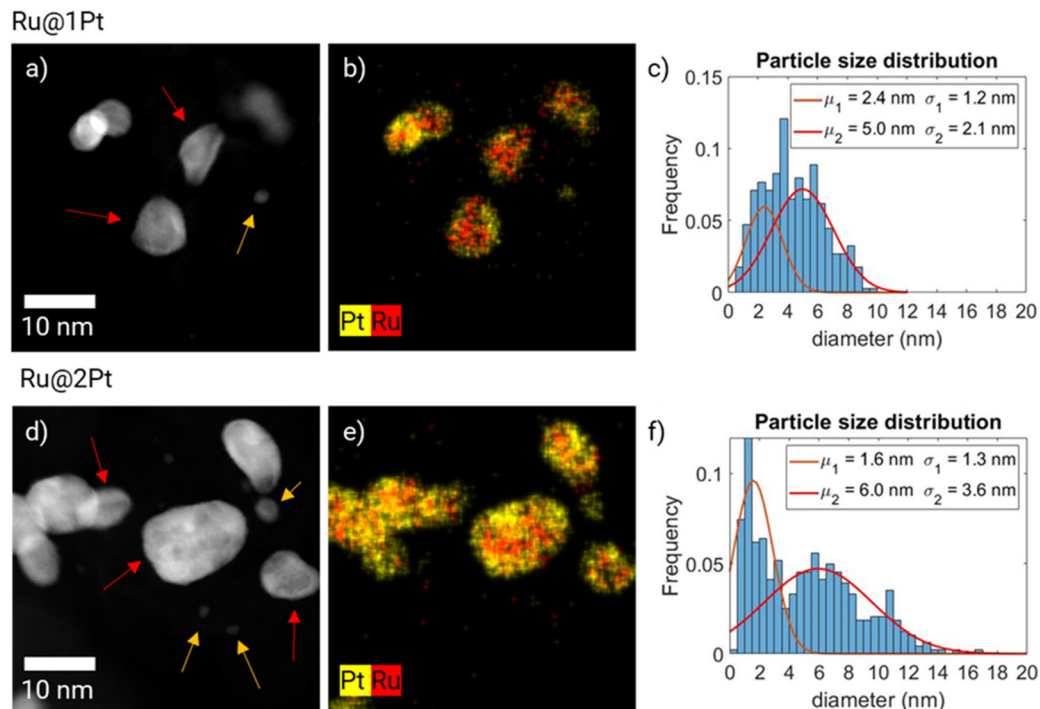 Ru@1Pt
a)
10 nm
b)
Pt Ru
c)
Particle size distribution
μ₁ = 2.4 nm σ₁ = 1.2 nm
μ₂ = 5.0 nm σ₂ = 2.1 nm
Frequency
0.15
0.1
0.05
0
0 2 4 6 8 10 12 14 16 18 20
diameter (nm)
Ru@2Pt
d)
10 nm
e)
Pt Ru
f)
Particle size distribution
μ₁ = 1.6 nm σ₁ = 1.3 nm
μ₂ = 6.0 nm σ₂ = 3.6 nm
Frequency
0.1
0.05
0
0 2 4 6 8 10 12 14 16 18 20
diameter (nm)